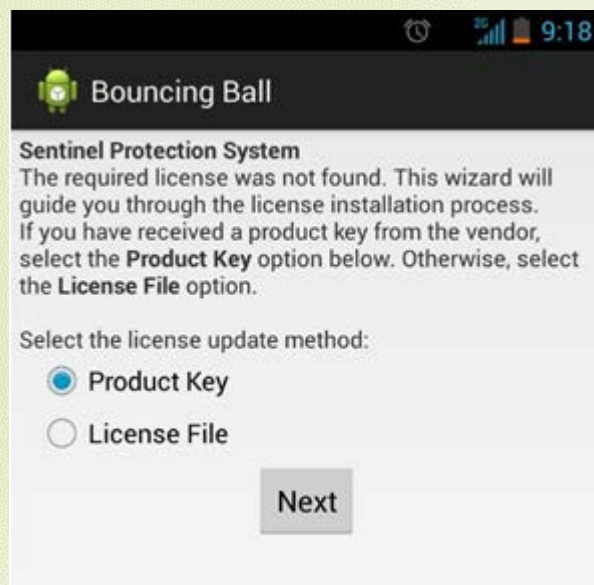 2G 9:18
Bouncing Ball
Sentinel Protection System
The required license was not found. This wizard will
guide you through the license installation process.
If you have received a product key from the vendor,
select the Product Key option below. Otherwise, select
the License File option.
Select the license update method:
Product Key
License File
Next